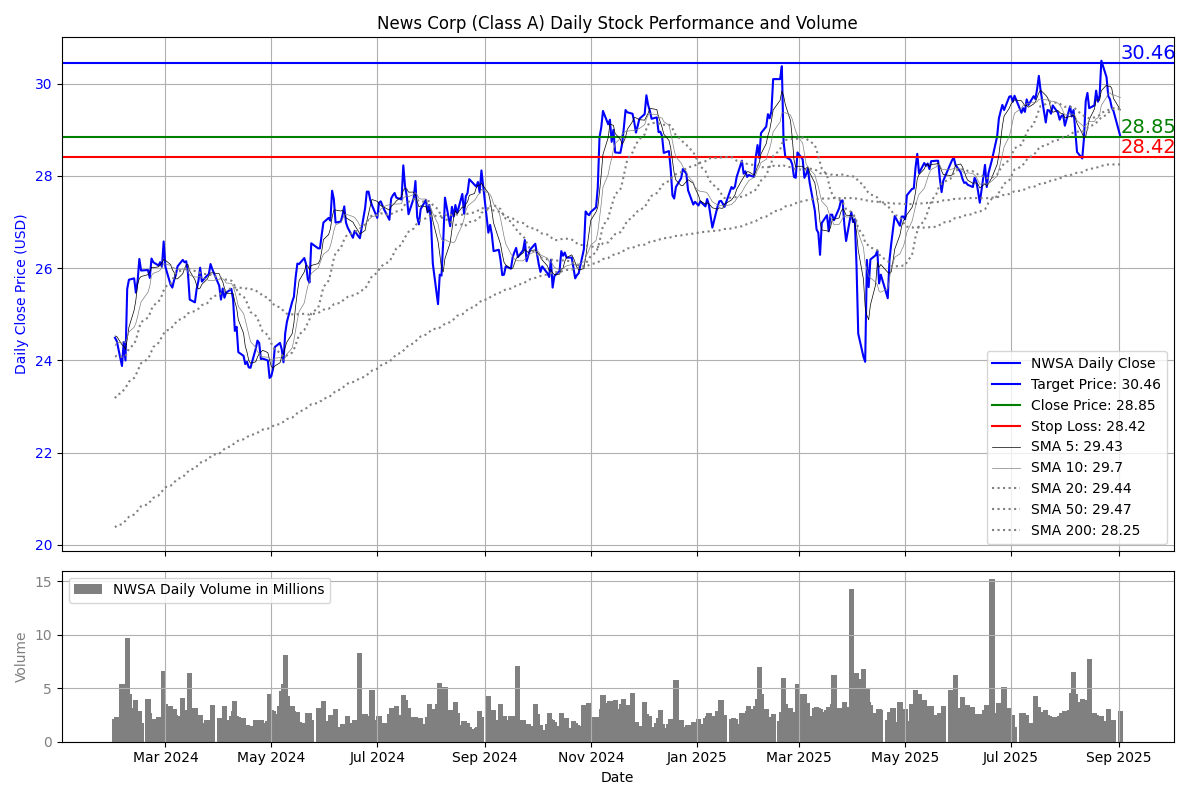 News Corp (Class A) Daily Stock Performance and Volume
30.46
28.85
28.42
30
28
26
24
22
20
Daily Close Price (USD)
NWSA Daily Close
Target Price: 30.46
Close Price: 28.85
Stop Loss: 28.42
SMA 5: 29.43
SMA 10: 29.7
SMA 20: 29.44
SMA 50: 29.47
SMA 200: 28.25
NWSA Daily Volume in Millions
15
10
5
0
Volume
Mar 2024
May 2024
Jul 2024
Sep 2024
Nov 2024
Jan 2025
Mar 2025
May 2025
Jul 2025
Sep 2025
Date